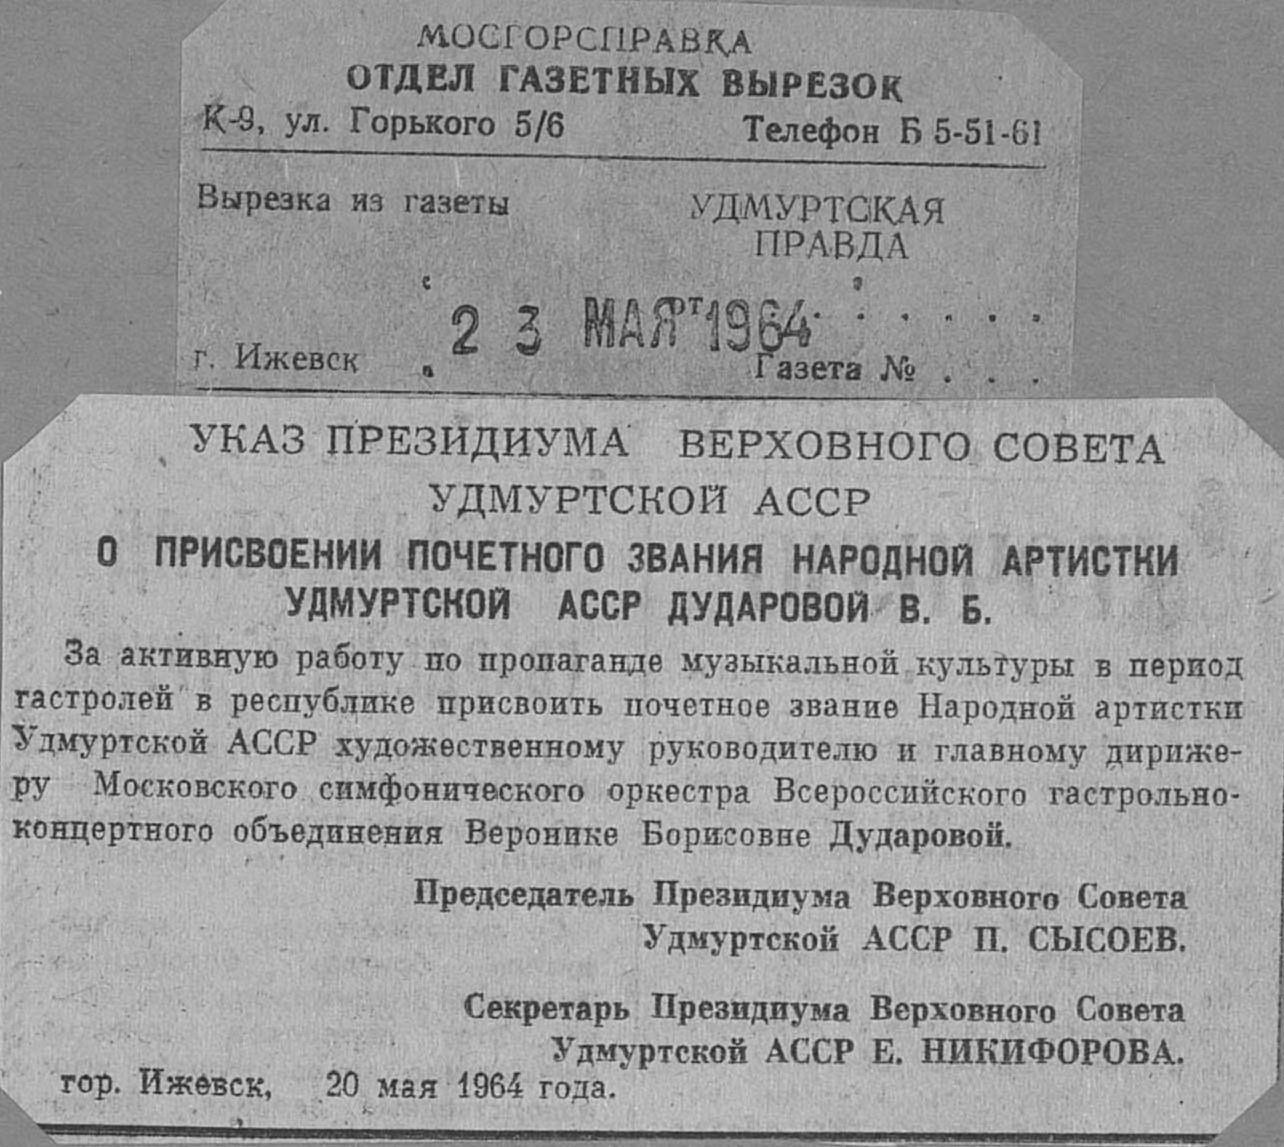 МОСГОРСПРАВКА
ОТДЕЛ ГАЗЕТНЫХ ВЫРЕЗОК
К-9, ул. Горького 5/6 Телефон Б 5-51-61
Вырезка из газеты УДМУРТСКАЯ
ПРАВДА
23 МАЯ 1964
от . . . . . .
г. Ижевск Газета № . . .
УКАЗ ПРЕЗИДИУМА ВЕРХОВНОГО СОВЕТА
УДМУРТСКОЙ АССР
О ПРИСВОЕНИИ ПОЧЕТНОГО ЗВАНИЯ НАРОДНОЙ АРТИСТКИ
УДМУРТСКОЙ АССР ДУДАРОВОЙ В. Б.
За активную работу по пропаганде музыкальной культуры в период
гастролей в республике присвоить почетное звание Народной артистки
Удмуртской АССР художественному руководителю и главному дириже-
ру Московского симфонического оркестра Всероссийского гастрольно-
концертного объединения Веронике Борисовне Дударовой.
Председатель Президиума Верховного Совета
Удмуртской АССР П. СЫСОЕВ.
Секретарь Президиума Верховного Совета
Удмуртской АССР Е. НИКИФОРОВА.
гор. Ижевск, 20 мая 1964 года.